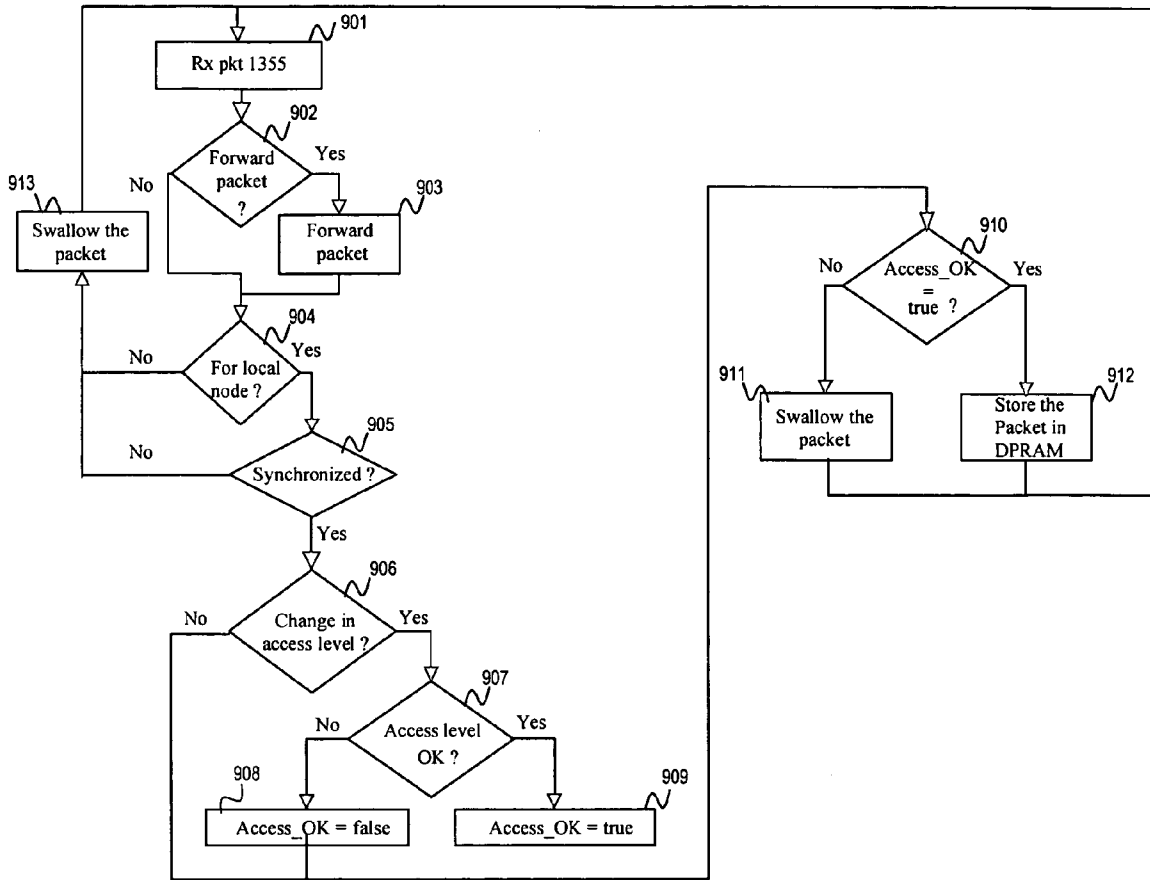 901
Rx pkt 1355
902
Forward
packet
?
Yes
No
903
Forward
packet
913
Swallow the
packet
904
No
Yes
For local
node ?
905
No
Synchronized ?
Yes
906
No
Change in
access level ?
Yes
907
No
Access level
OK ?
Yes
908
Access_OK = false
909
Access_OK = true
910
No
Access_OK
=
true ?
Yes
911
Swallow the
packet
912
Store the
Packet in
DPRAM